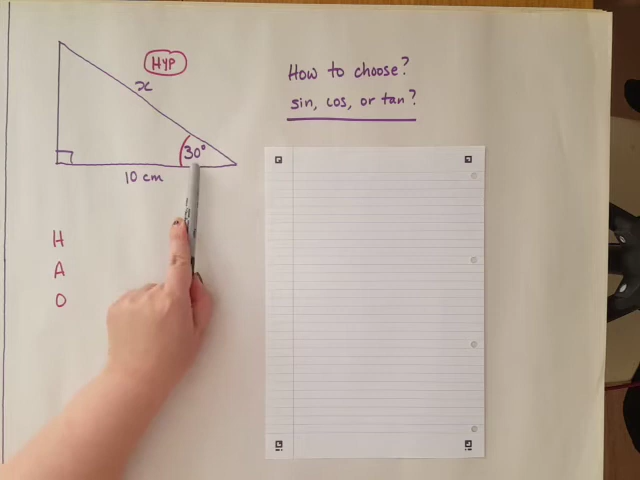 HYP
x
30°
10 cm
H
A
O
How to choose?
sin, cos, or tan?